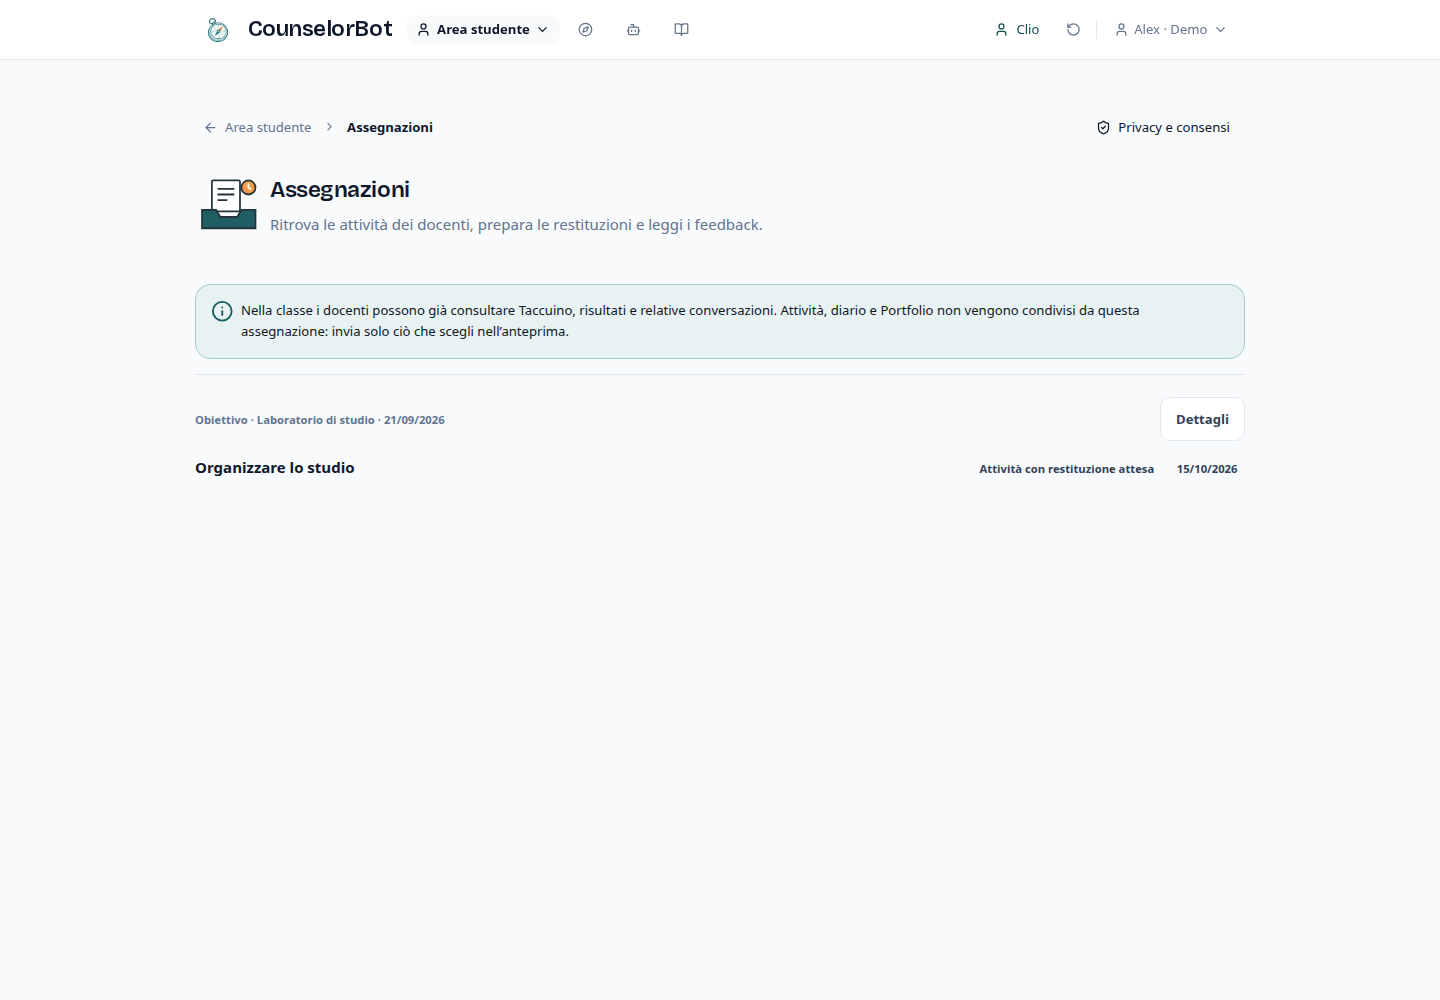 CounselorBot
Area studente
Clio
Alex · Demo
Area studente
Assegnazioni
Privacy e consensi
Assegnazioni
Ritrova le attività dei docenti, prepara le restituzioni e leggi i feedback.
Nella classe i docenti possono già consultare Taccuino, risultati e relative conversazioni. Attività, diario e Portfolio non vengono condivisi da questa
assegnazione: invia solo ciò che scegli nell’anteprima.
Obiettivo · Laboratorio di studio · 21/09/2026
Dettagli
Organizzare lo studio
Attività con restituzione attesa
15/10/2026